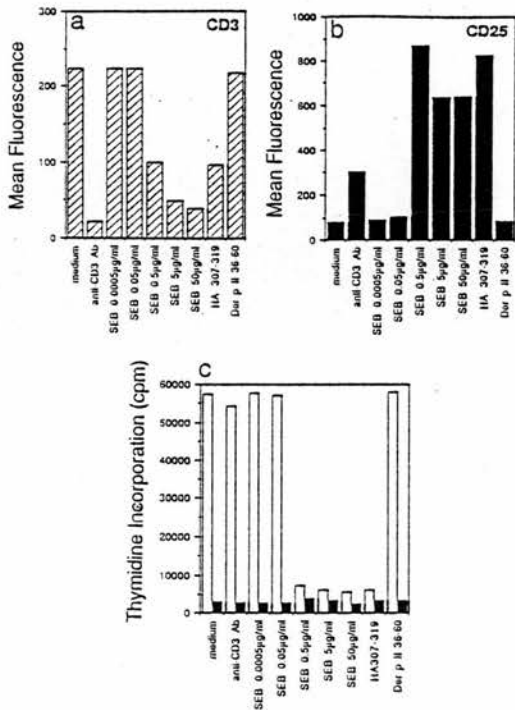 a
CD3
Mean Fluorescence
300
200
100
0
medium
anti CD3 Ab
SEB 0.0005µg/ml
SEB 0.05µg/ml
SEB 0.5µg/ml
SEB 5µg/ml
SEB 50µg/ml
HA 307-319
Der p II 36-60
b
CD25
Mean Fluorescence
1000
800
600
400
200
0
medium
anti CD3 Ab
SEB 0.0005µg/ml
SEB 0.05µg/ml
SEB 0.5µg/ml
SEB 5µg/ml
SEB 50µg/ml
HA 307-319
Der p II 36-60
C
Thymidine Incorporation (cpm)
60000
50000
40000
30000
20000
10000
0
medium
anti CD3 Ab
SEB 0.0005µg/ml
SEB 0.05µg/ml
SEB 0.5µg/ml
SEB 5µg/ml
SEB 50µg/ml
HA307-319
Der p II 36-60